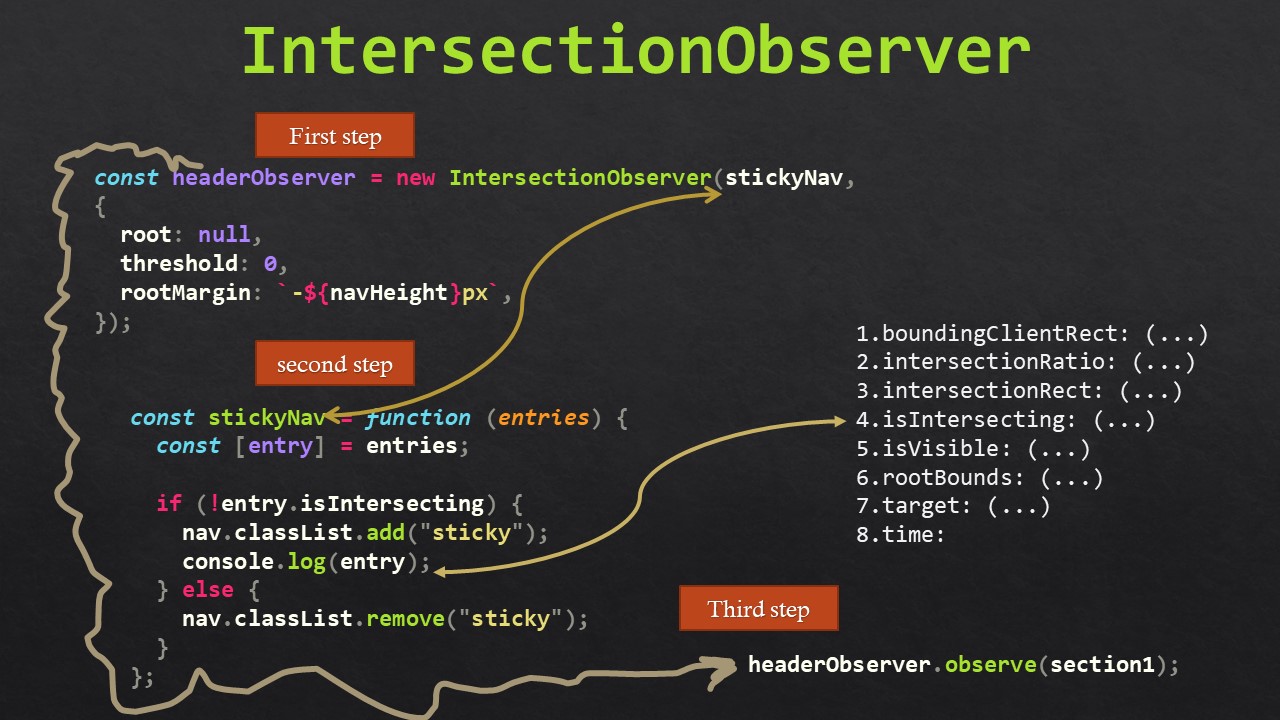 IntersectionObserver
First step
const headerObserver = new IntersectionObserver(stickyNav,
{
  root: null,
  threshold: 0,
  rootMargin: `-${navHeight}px`,
});
second step
const stickyNav = function (entries) {
  const [entry] = entries;
  if (!entry.isIntersecting) {
    nav.classList.add("sticky");
    console.log(entry);
  } else {
    nav.classList.remove("sticky");
  }
};
1.boundingClientRect: (...)
2.intersectionRatio: (...)
3.intersectionRect: (...)
4.isIntersecting: (...)
5.isVisible: (...)
6.rootBounds: (...)
7.target: (...)
8.time:
Third step
headerObserver.observe(section1);